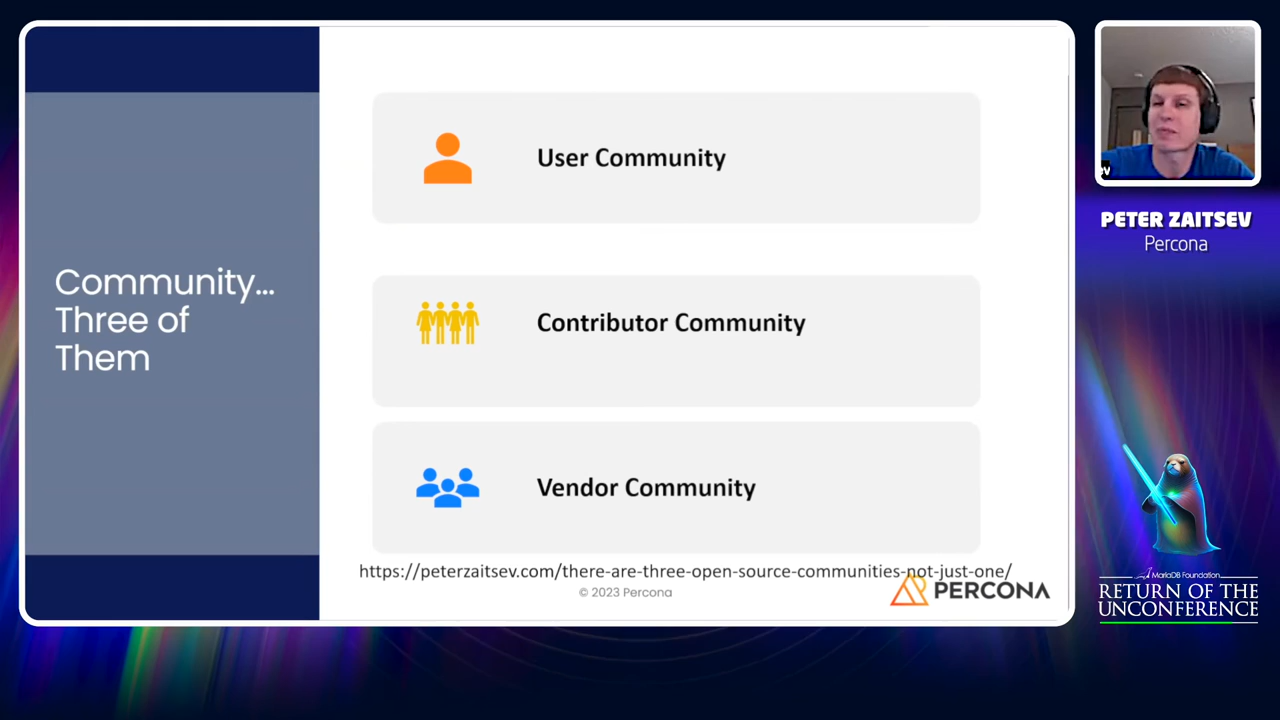 Community...
Three of
Them
User Community
Contributor Community
Vendor Community
https://peterzaitsev.com/there-are-three-open-source-communities-not-just-one/
© 2023 Percona
PERCONA
ev
PETER ZAITSEV
Percona
MariaDB Foundation
RETURN OF THE
UNCONFERENCE